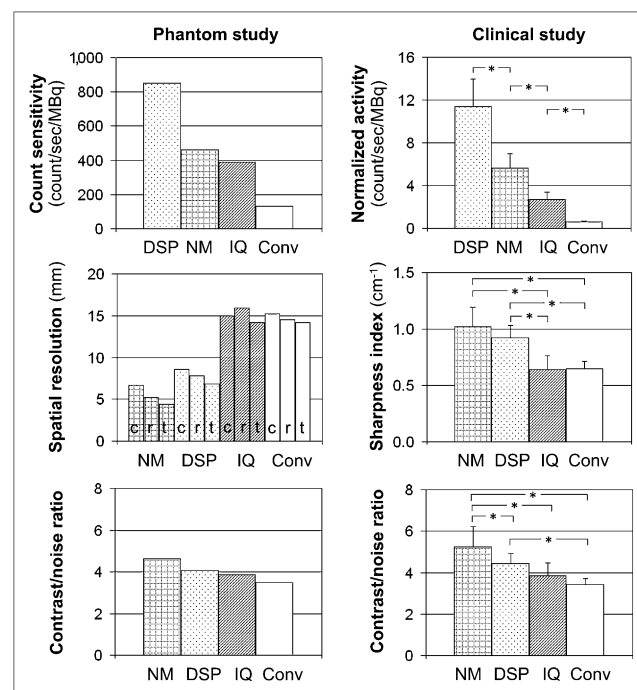 Phantom study
Clinical study
Count sensitivity
(count/sec/MBq)
1,000
800
600
400
200
0
DSP NM IQ Conv
Normalized activity
(count/sec/MBq)
16
12
8
4
0
* * *
DSP NM IQ Conv
Spatial resolution (mm)
20
15
10
5
0
c r t c r t c r t c r t
NM DSP IQ Conv
Sharpness index (cm⁻¹)
1.5
1.0
0.5
0.0
*
*
*
*
NM DSP IQ Conv
Contrast/noise ratio
8
6
4
2
0
NM DSP IQ Conv
Contrast/noise ratio
8
6
4
2
0
*
*
* *
NM DSP IQ Conv